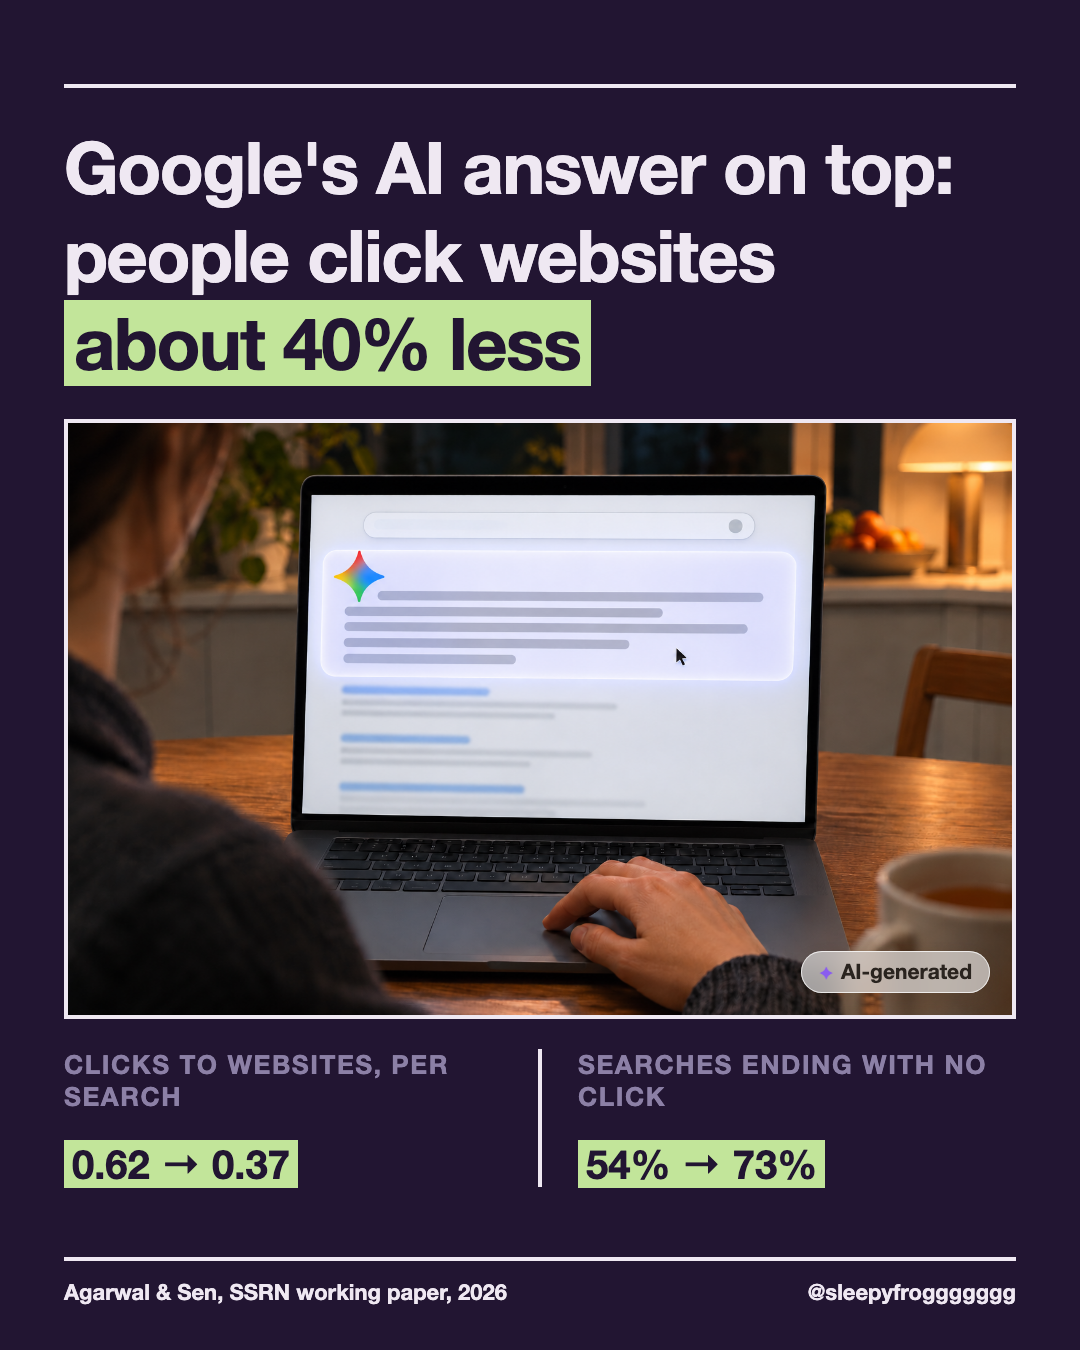 Google's AI answer on top:
people click websites
about 40% less
AI-generated
CLICKS TO WEBSITES, PER
SEARCH
0.62 → 0.37
SEARCHES ENDING WITH NO
CLICK
54% → 73%
Agarwal & Sen, SSRN working paper, 2026
@sleepyfroggggggg